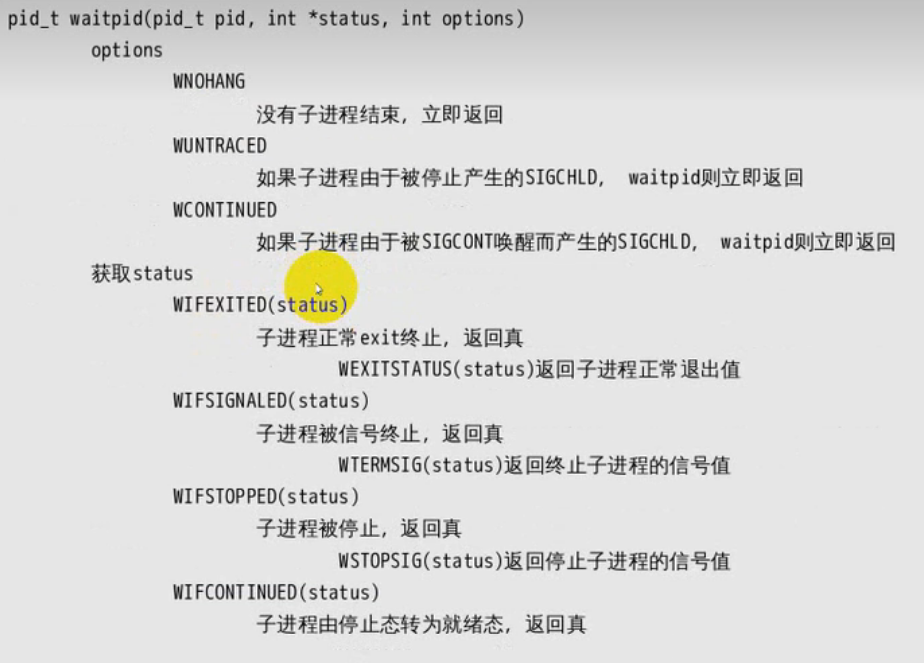 pid_t waitpid(pid_t pid, int *status, int options)
options
WNOHANG
没有子进程结束，立即返回
WUNTRACED
如果子进程由于被停止产生的SIGCHLD， waitpid则立即返回
WCONTINUED
如果子进程由于被SIGCONT唤醒而产生的SIGCHLD， waitpid则立即返回
获取status
WIFEXITED(status)
子进程正常exit终止，返回真
WEXITSTATUS(status)返回子进程正常退出值
WIFSIGNALED(status)
子进程被信号终止，返回真
WTERMSIG(status)返回终止子进程的信号值
WIFSTOPPED(status)
子进程被停止，返回真
WSTOPSIG(status)返回停止子进程的信号值
WIFCONTINUED(status)
子进程由停止态转为就绪态，返回真